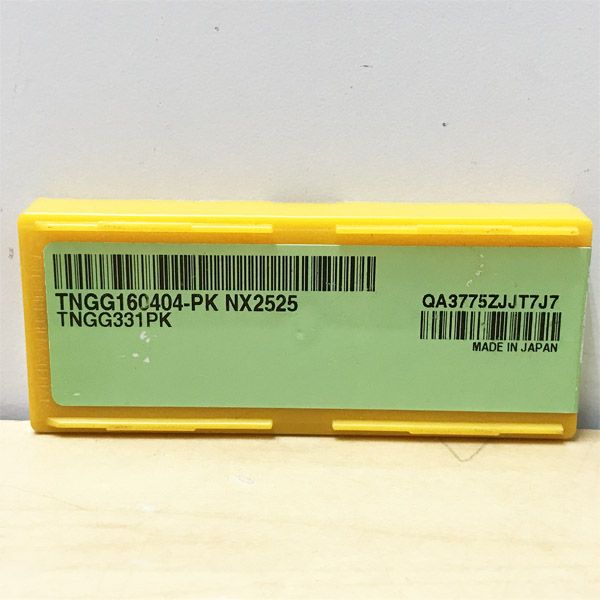 TNGG160404-PK NX2525
TNGG331PK
QA3775ZJJT7J7
MADE IN JAPAN